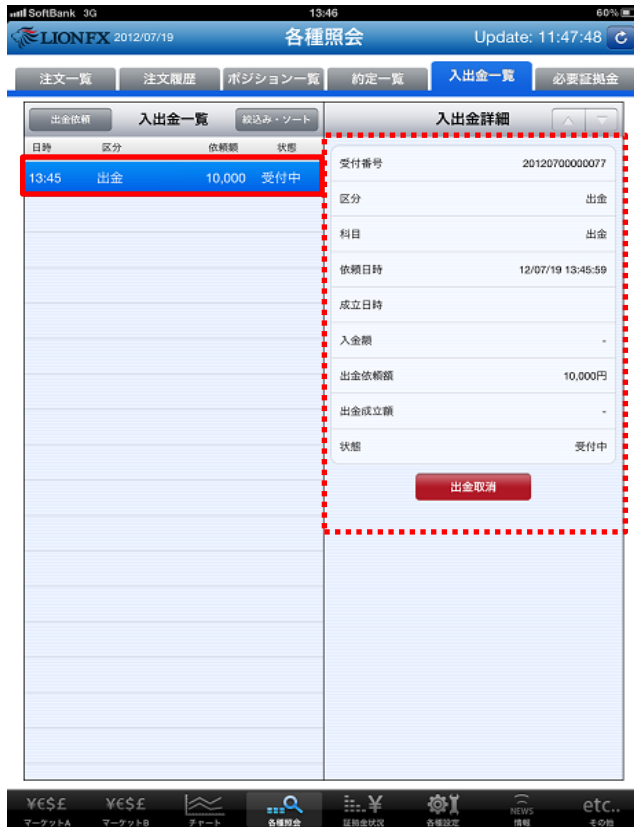 SoftBank 3G 13:46 60%
LION FX 2012/07/19 各種照会 Update: 11:47:48
注文一覧 注文履歴 ポジション一覧 約定一覧 入出金一覧 必要証拠金
出金依頼 入出金一覧 絞込み・ソート 入出金詳細
日時 区分 依頼額 状態
13:45 出金 10,000 受付中
受付番号 20120700000077
区分 出金
科目 出金
依頼日時 12/07/19 13:45:59
成立日時
入金額 -
出金依頼額 10,000円
出金成立額 -
状態 受付中
出金取消
¥€$£ ¥€$£ ¥ etc..
マーケットA マーケットB チャート 各種照会 証拠金状況 各種設定 NEWS 情報 その他